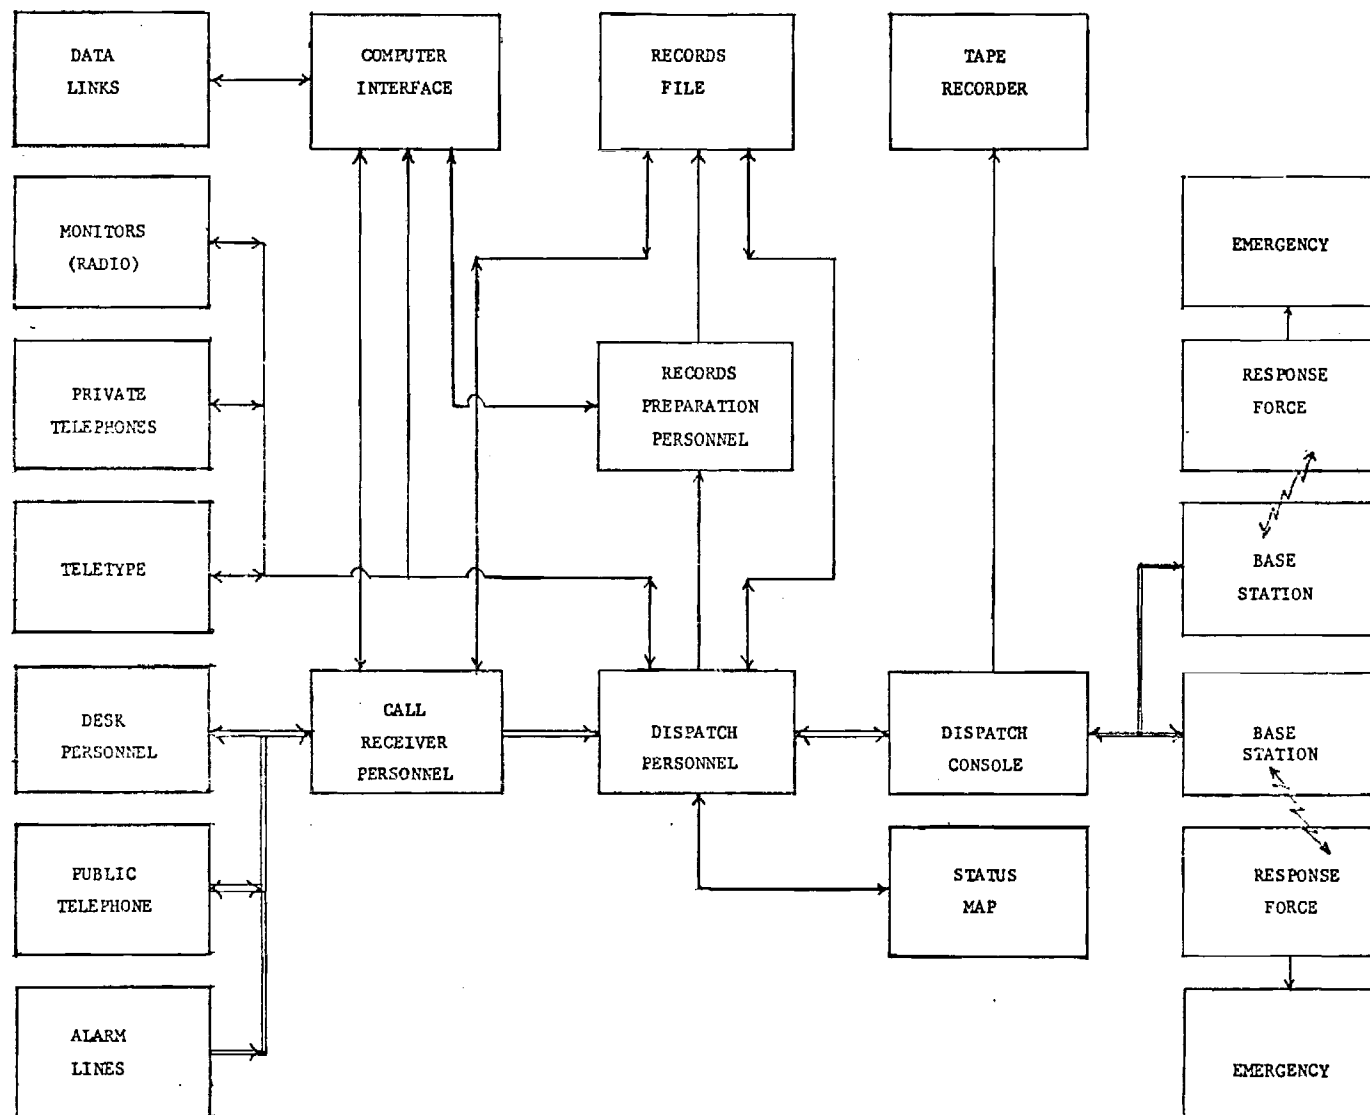 DATA
LINKS
COMPUTER
INTERFACE
RECORDS
FILE
TAPE
RECORDER
MONITORS
(RADIO)
EMERGENCY
PRIVATE
TELEPHONES
RECORDS
PREPARATION
PERSONNEL
RESPONSE
FORCE
TELETYPE
BASE
STATION
DESK
PERSONNEL
CALL
RECEIVER
PERSONNEL
DISPATCH
PERSONNEL
DISPATCH
CONSOLE
BASE
STATION
PUBLIC
TELEPHONE
STATUS
MAP
RESPONSE
FORCE
ALARM
LINES
EMERGENCY